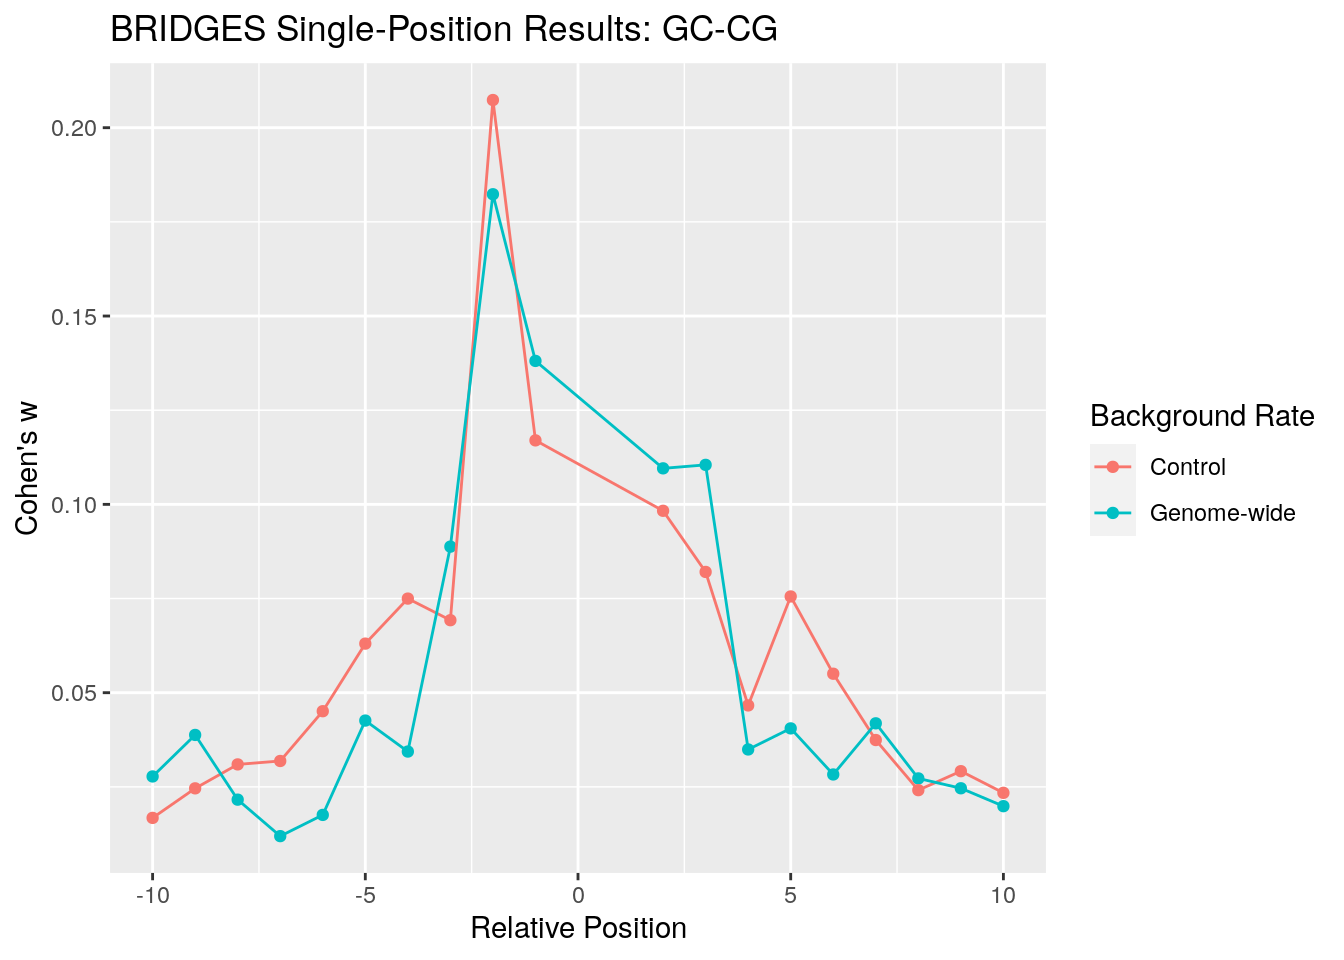 BRIDGES Single-Position Results: GC-CG
0.20
0.15
0.10
0.05
Cohen's w
-10
-5
0
5
10
Relative Position
Background Rate
Control
Genome-wide